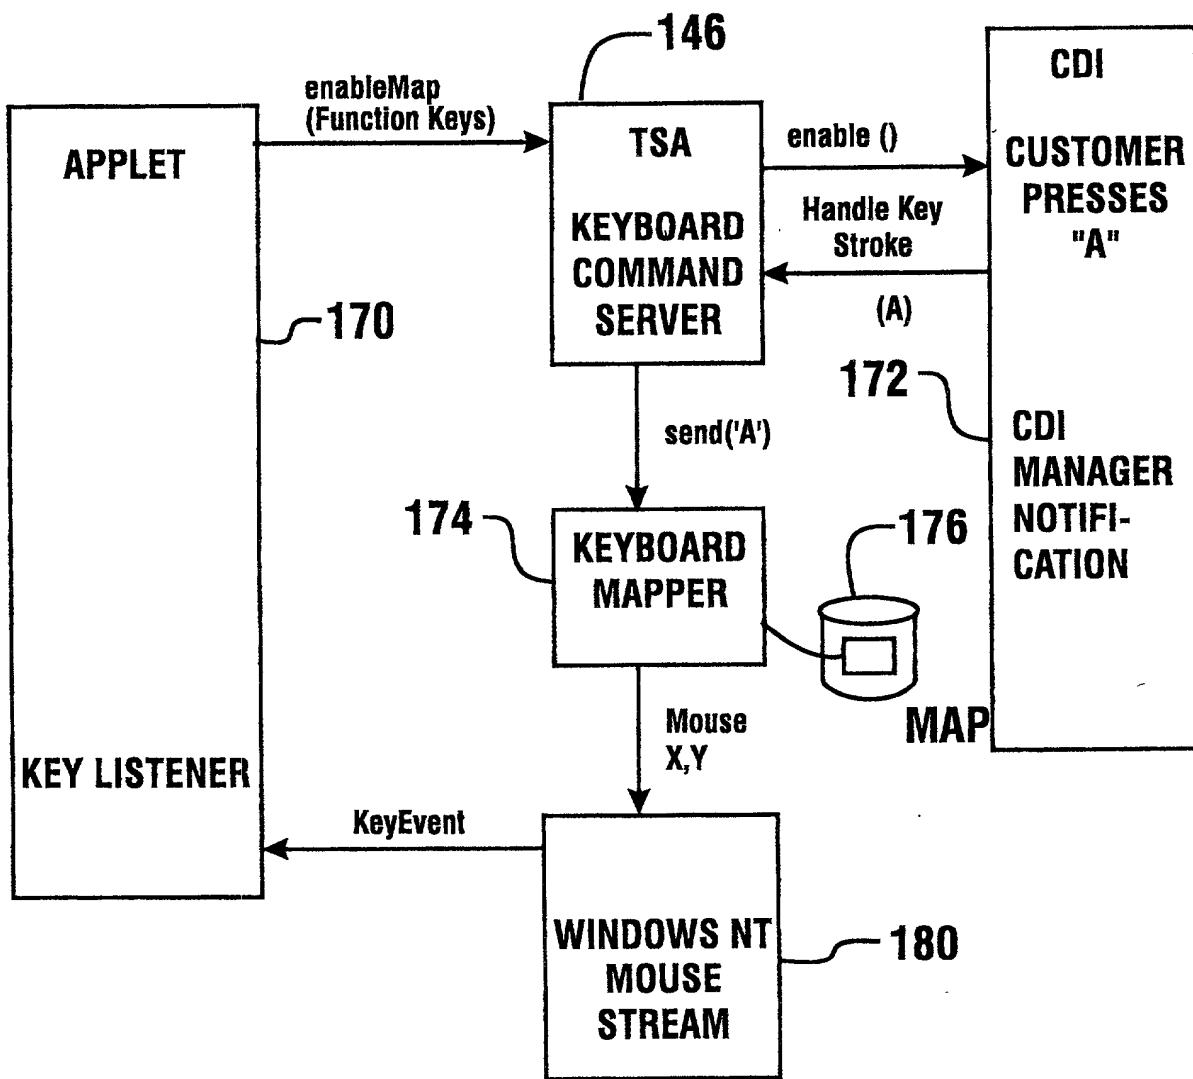 146
CDI
enableMap
(Function Keys)
APPLET
TSA
enable ()
CUSTOMER
PRESSES
"A"
KEYBOARD
COMMAND
SERVER
Handle Key
Stroke
(A)
170
172
send('A')
CDI
MANAGER
NOTIFI-
CATION
174
KEYBOARD
MAPPER
176
MAP
Mouse
X,Y
KEY LISTENER
KeyEvent
WINDOWS NT
MOUSE
STREAM
180